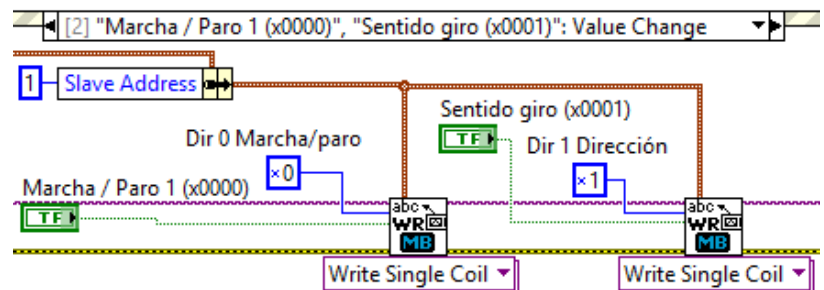 [2] "Marcha / Paro 1 (x0000)", "Sentido giro (x0001)": Value Change
1 Slave Address
Sentido giro (x0001)
TF
Dir 0 Marcha/paro
Dir 1 Dirección
×0
×1
Marcha / Paro 1 (x0000)
TF
abc
WR
MB
abc
WR
MB
Write Single Coil
Write Single Coil